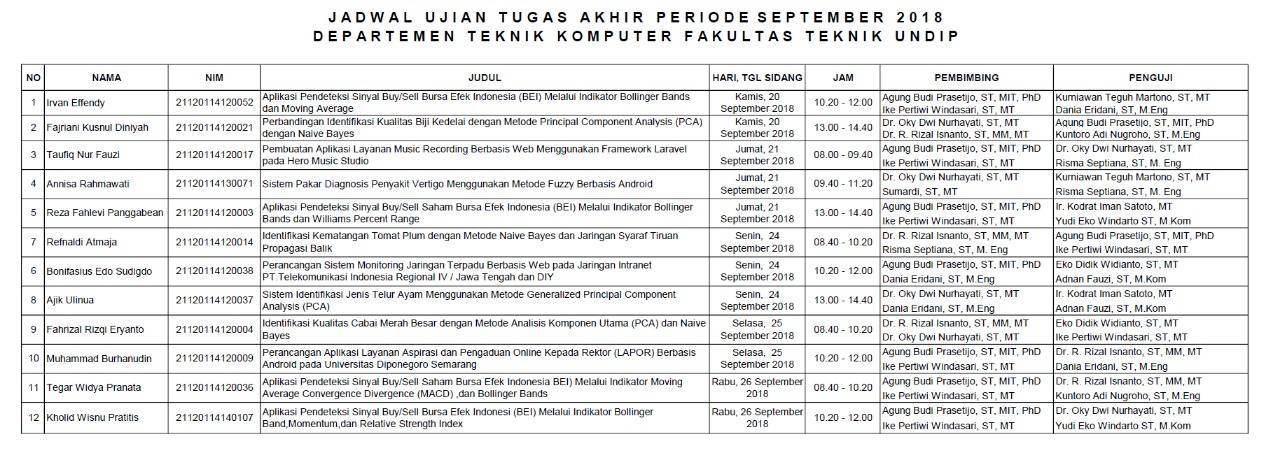 JADWAL UJIAN TUGAS AKHIR PERIODE SEPTEMBER 2018
DEPARTEMEN TEKNIK KOMPUTER FAKULTAS TEKNIK UNDIP
NO NAMA NIM JUDUL HARI, TGL SIDANG JAM PEMBIMBING PENGUJI
1 Irvan Effendy 21120114120052 Aplikasi Pendeteksi Sinyal Buy/Sell Bursa Efek Indonesia (BEI) Melalui Indikator Bollinger Bands Kamis, 20 10.20 - 12.00 Agung Budi Prasetijo, ST, MIT, PhD Kurniawan Teguh Martono, ST, MT
dan Moving Average September 2018 Ike Pertiwi Windasari, ST, MT Dania Eridani, ST, M.Eng
2 Fajriani Kusnul Diniyah 21120114120021 Perbandingan Identifikasi Kualitas Biji Kedelai dengan Metode Principal Component Analysis (PCA) Kamis, 20 13.00 - 14.40 Dr. Oky Dwi Nurhayati, ST, MT Agung Budi Prasetijo, ST, MIT, PhD
dengan Naive Bayes September 2018 Dr. R. Rizal Isnanto, ST, MM, MT Kuntoro Adi Nugroho, ST, M.Eng
3 Taufiq Nur Fauzi 21120114120017 Pembuatan Aplikasi Layanan Music Recording Berbasis Web Menggunakan Framework Laravel Jumat, 21 08.00 - 09.40 Agung Budi Prasetijo, ST, MIT, PhD Dr. Oky Dwi Nurhayati, ST, MT
pada Hero Music Studio September 2018 Ike Pertiwi Windasari, ST, MT Risma Septiana, ST, M. Eng
4 Annisa Rahmawati 21120114130071 Sistem Pakar Diagnosis Penyakit Vertigo Menggunakan Metode Fuzzy Berbasis Android Jumat, 21 09.40 - 11.20 Dr. Oky Dwi Nurhayati, ST, MT Kurniawan Teguh Martono, ST, MT
September 2018 Sumardi, ST, MT Risma Septiana, ST, M. Eng
5 Reza Fahlevi Panggabean 21120114120003 Aplikasi Pendeteksi Sinyal Buy/Sell Saham Bursa Efek Indonesia (BEI) Melalui Indikator Bollinger Jumat, 21 13.00 - 14.40 Agung Budi Prasetijo, ST, MIT, PhD Ir. Kodrat Iman Satoto, MT
Bands dan Williams Percent Range September 2018 Ike Pertiwi Windasari, ST, MT Yudi Eko Windarto ST, M.Kom
7 Refnaldi Atmaja 21120114120014 Identifikasi Kematangan Tomat Plum dengan Metode Naive Bayes dan Jaringan Syaraf Tiruan Senin, 24 08.40 - 10.20 Dr. R. Rizal Isnanto, ST, MM, MT Agung Budi Prasetijo, ST, MIT, PhD
Propagasi Balik September 2018 Risma Septiana, ST, M. Eng Ike Pertiwi Windasari, ST, MT
6 Bonifasius Edo Sudigdo 21120114120038 Perancangan Sistem Monitoring Jaringan Terpadu Berbasis Web pada Jaringan Intranet Senin, 24 10.20 - 12.00 Agung Budi Prasetijo, ST, MIT, PhD Eko Didik Widianto, ST, MT
PT.Telekomunikasi Indonesia Regional IV / Jawa Tengah dan DIY September 2018 Dania Eridani, ST, M.Eng Adnan Fauzi, ST, M.Kom
8 Ajik Ulinua 21120114120037 Sistem Identifikasi Jenis Telur Ayam Menggunakan Metode Generalized Principal Component Senin, 24 13.00 - 14.40 Dr. Oky Dwi Nurhayati, ST, MT Ir. Kodrat Iman Satoto, MT
Analysis (PCA) September 2018 Dania Eridani, ST, M.Eng Adnan Fauzi, ST, M.Kom
9 Fahrizal Rizqi Eryanto 21120114120004 Identifikasi Kualitas Cabai Merah Besar dengan Metode Analisis Komponen Utama (PCA) dan Naive Selasa, 25 08.40 - 10.20 Dr. R. Rizal Isnanto, ST, MM, MT Eko Didik Widianto, ST, MT
Bayes September 2018 Dr. Oky Dwi Nurhayati, ST, MT Ike Pertiwi Windasari, ST, MT
10 Muhammad Burhanudin 21120114120009 Perancangan Aplikasi Layanan Aspirasi dan Pengaduan Online Kepada Rektor (LAPOR) Berbasis Selasa, 25 10:20 - 12:00 Agung Budi Prasetijo, ST, MIT, PhD Dr. R. Rizal Isnanto, ST, MM, MT
Android pada Universitas Diponegoro Semarang September 2018 Ike Pertiwi Windasari, ST, MT Dania Eridani, ST, M.Eng
11 Tegar Widya Pranata 21120114120036 Aplikasi Pendeteksi Sinyal Buy/Sell Saham Bursa Efek Indonesia BEI) Melalui Indikator Moving Rabu, 26 September 08.40 - 10.20 Agung Budi Prasetijo, ST, MIT, PhD Dr. R. Rizal Isnanto, ST, MM, MT
Average Convergence Divergence (MACD) ,dan Bollinger Bands 2018 Ike Pertiwi Windasari, ST, MT Kuntoro Adi Nugroho, ST, M.Eng
12 Kholid Wisnu Pratitis 21120114140107 Aplikasi Pendeteksi Sinyal Buy/Sell Bursa Efek Indonesi (BEI) Melalui Indikator Bollinger Rabu, 26 September 10.20 - 12.00 Agung Budi Prasetijo, ST, MIT, PhD Dr. Oky Dwi Nurhayati, ST, MT
Band,Momentum,dan Relative Strength Index 2018 Ike Pertiwi Windasari, ST, MT Yudi Eko Windarto ST, M.Kom